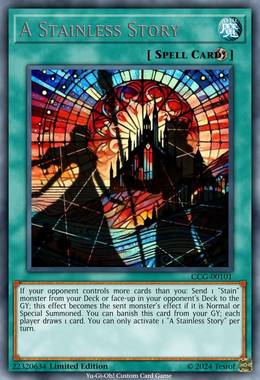 A Stainless Story
[ Spell Card ]
CCG-00101
If your opponent controls more cards than you: Send 1 "Stain"
monster from your Deck or face-up in your opponent's Deck to the
GY; this effect becomes the sent monster's effect if it is Normal or
Special Summoned. You can banish this card from your GY; each
player draws 1 card. You can only activate 1 "A Stainless Story" per
turn.
22320634 Limited Edition © 2024 Tesrof
Yu-Gi-Oh! Custom Card Game